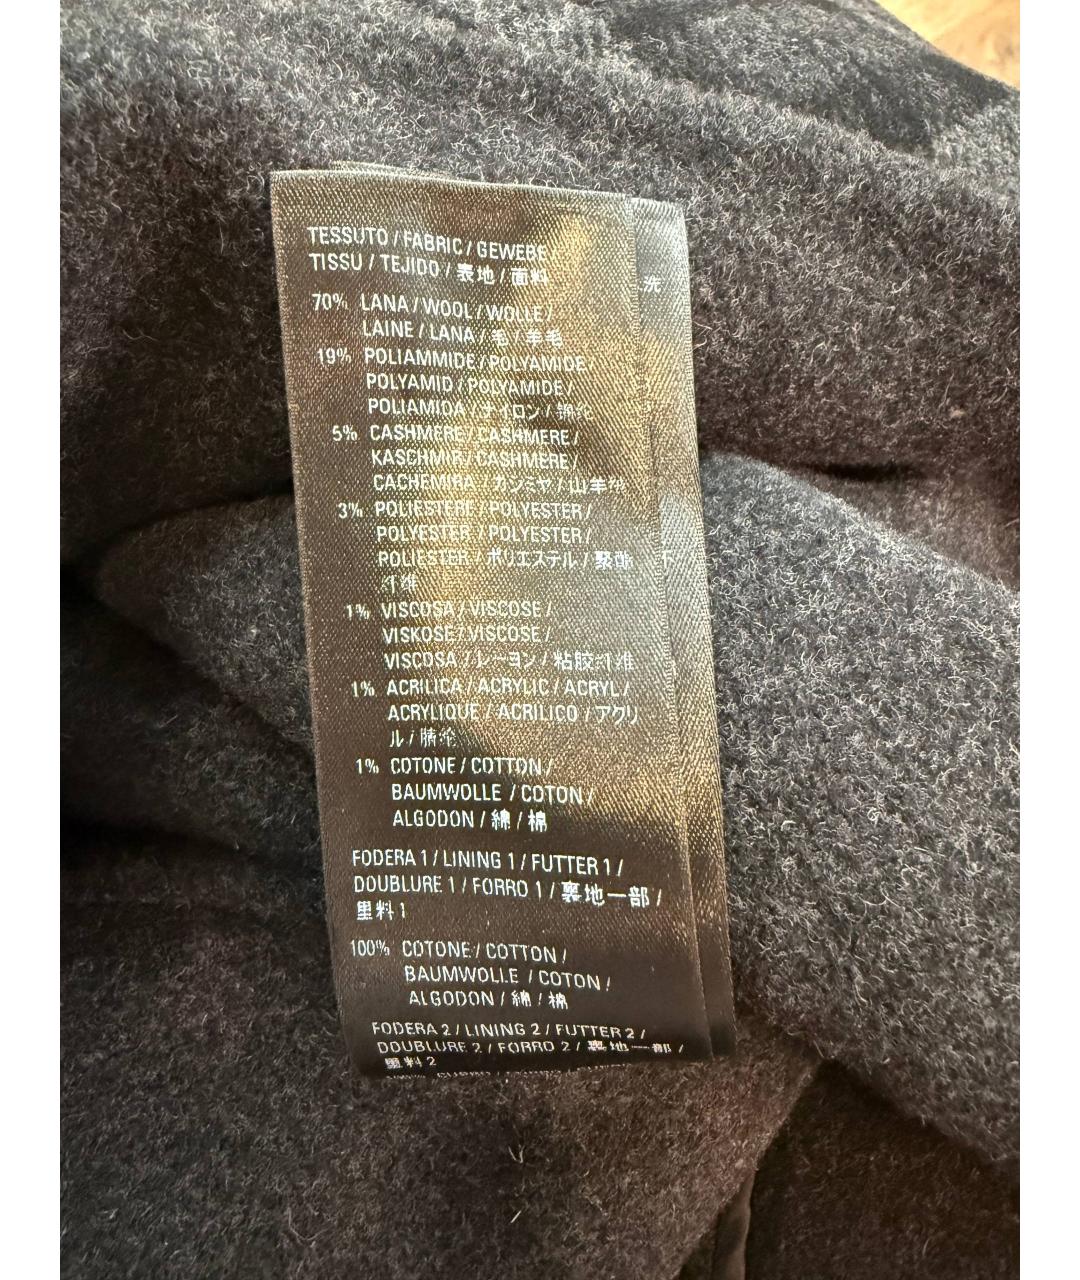 TESSUTO / FABRIC / GEWEBE
TISSU / TEJIDO / 表地 / 面料
70% LANA / WOOL / WOLLE /
LAINE / LANA / 毛 / 羊毛
19% POLIAMMIDE / POLYAMIDE
POLYAMID / POLYAMIDE /
POLIAMIDA / ナイロン / 锦纶
5% CASHMERE / CASHMERE /
KASCHMIR / CASHMERE /
CACHEMIRA / カシミヤ / 山羊绒
3% POLIESTERE / POLYESTER /
POLYESTER / POLYESTER /
POLIESTER / ポリエステル / 聚酯
纤维
1% VISCOSA / VISCOSE /
VISKOSE / VISCOSE /
VISCOSA / レーヨン / 粘胶纤维
1% ACRILICA / ACRYLIC / ACRYL /
ACRYLIQUE / ACRILICO / アクリ
ル / 腈纶
1% COTONE / COTTON /
BAUMWOLLE / COTON /
ALGODON / 綿 / 棉
FODERA 1 / LINING 1 / FUTTER 1 /
DOUBLURE 1 / FORRO 1 / 裏地一部 /
里料 1
100% COTONE / COTTON /
BAUMWOLLE / COTON /
ALGODON / 綿 / 棉
FODERA 2 / LINING 2 / FUTTER 2 /
DOUBLURE 2 / FORRO 2 / 裏地一部 /
里料 2
洗